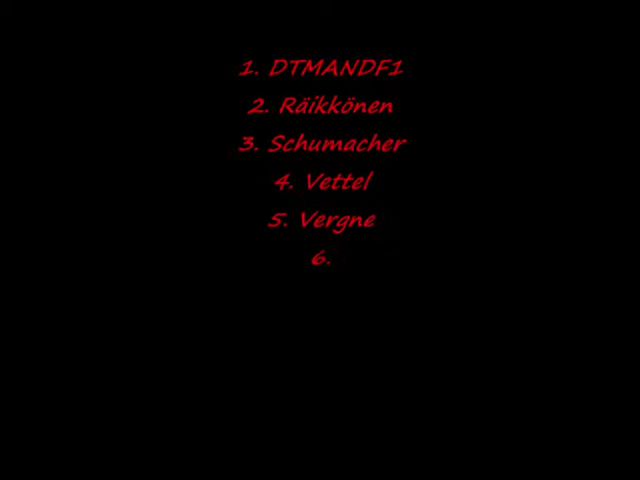 1. DTMANDF1
2. Räikkönen
3. Schumacher
4. Vettel
5. Vergne
6.